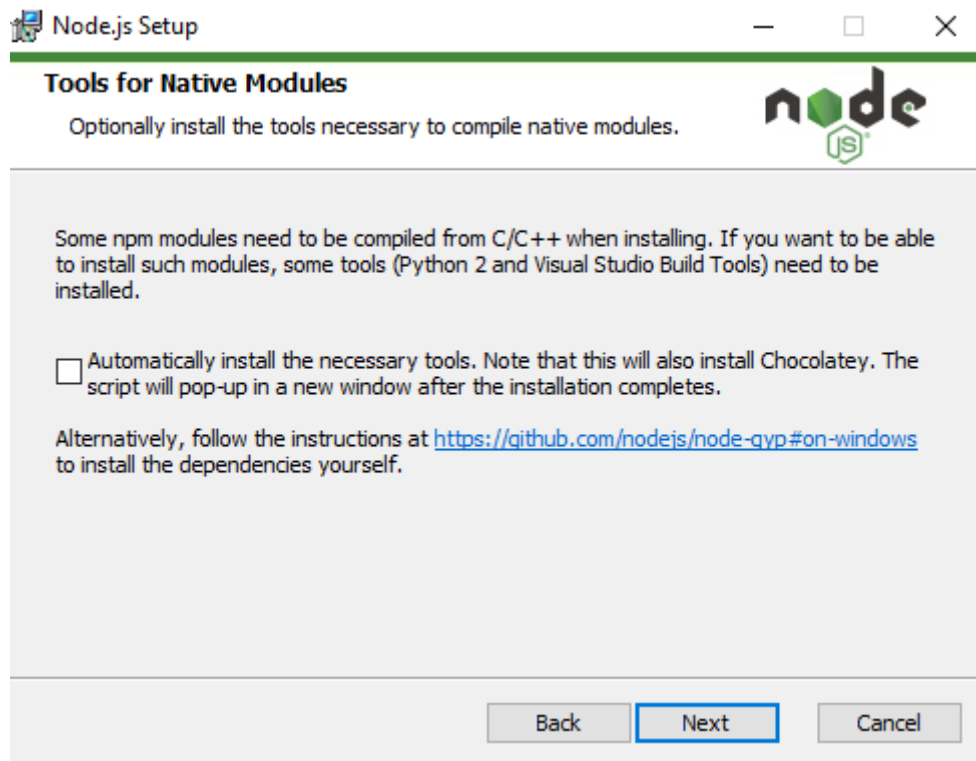 Node.js Setup
Tools for Native Modules
Optionally install the tools necessary to compile native modules.
node
JS
Some npm modules need to be compiled from C/C++ when installing. If you want to be able
to install such modules, some tools (Python 2 and Visual Studio Build Tools) need to be
installed.
Automatically install the necessary tools. Note that this will also install Chocolatey. The
script will pop-up in a new window after the installation completes.
Alternatively, follow the instructions at https://github.com/nodejs/node-gyp#on-windows
to install the dependencies yourself.
Back
Next
Cancel